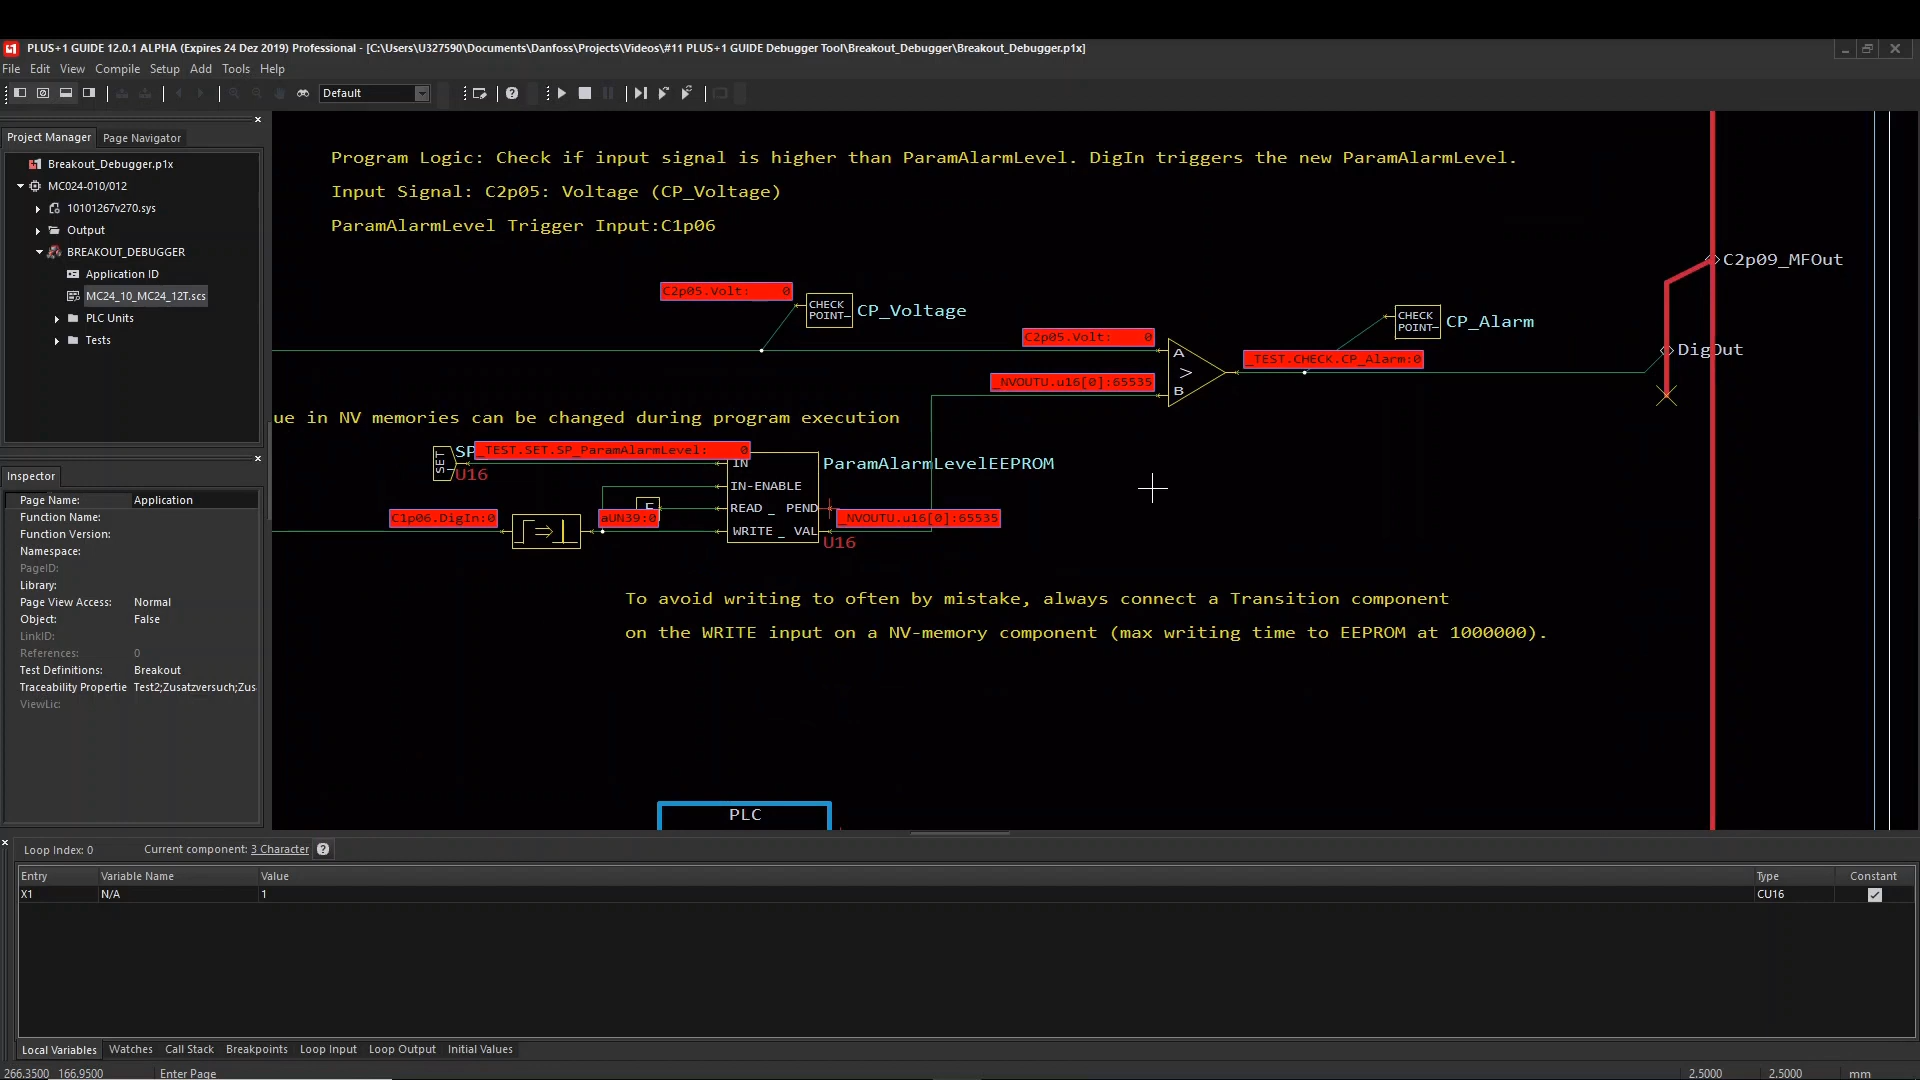 PLUS+1 GUIDE 12.0.1 ALPHA (Expires 24 Dez 2019) Professional - [C:\Users\U327590\Documents\Danfoss\Projects\Videos\#11 PLUS+1 GUIDE Debugger Tool\Breakout_Debugger\Breakout_Debugger.p1x]
File Edit View Compile Setup Add Tools Help
Default
Project Manager Page Navigator
Breakout_Debugger.p1x
MC024-010/012
10101267v270.sys
Output
BREAKOUT_DEBUGGER
Application ID
MC24_10_MC24_12T.scs
PLC Units
Tests
Inspector
Page Name: Application
Function Name:
Function Version:
Namespace:
PageID:
Library:
Page View Access: Normal
Object: False
LinkID:
References: 0
Test Definitions: Breakout
Traceability Propertie Test2;Zusatzversuch;Zus
ViewLic:
Program Logic: Check if input signal is higher than ParamAlarmLevel. DigIn triggers the new ParamAlarmLevel.
Input Signal: C2p05: Voltage (CP_Voltage)
ParamAlarmLevel Trigger Input:C1p06
C2p09_MFOut
C2p05.Volt: 0
CHECK POINT
CP_Voltage
CHECK POINT
CP_Alarm
C2p05.Volt: 0
A
>
B
_TEST.CHECK.CP_Alarm:0
DigOut
_NVOUTU.u16[0]:65535
ue in NV memories can be changed during program execution
SET
SP
_TEST.SET.SP_ParamAlarmLevel: 0
U16
IN
ParamAlarmLevelEEPROM
IN-ENABLE
F
READ_ PEND
C1p06.DigIn:0
aUN39:0
_NVOUTU.u16[0]:65535
WRITE_ VAL
U16
To avoid writing to often by mistake, always connect a Transition component
on the WRITE input on a NV-memory component (max writing time to EEPROM at 1000000).
PLC
Loop Index: 0 Current component: 3 Character
Entry Variable Name Value Type Constant
X1 N/A 1 CU16
Local Variables Watches Call Stack Breakpoints Loop Input Loop Output Initial Values
266.3500 166.9500 Enter Page 2.5000 2.5000 mm